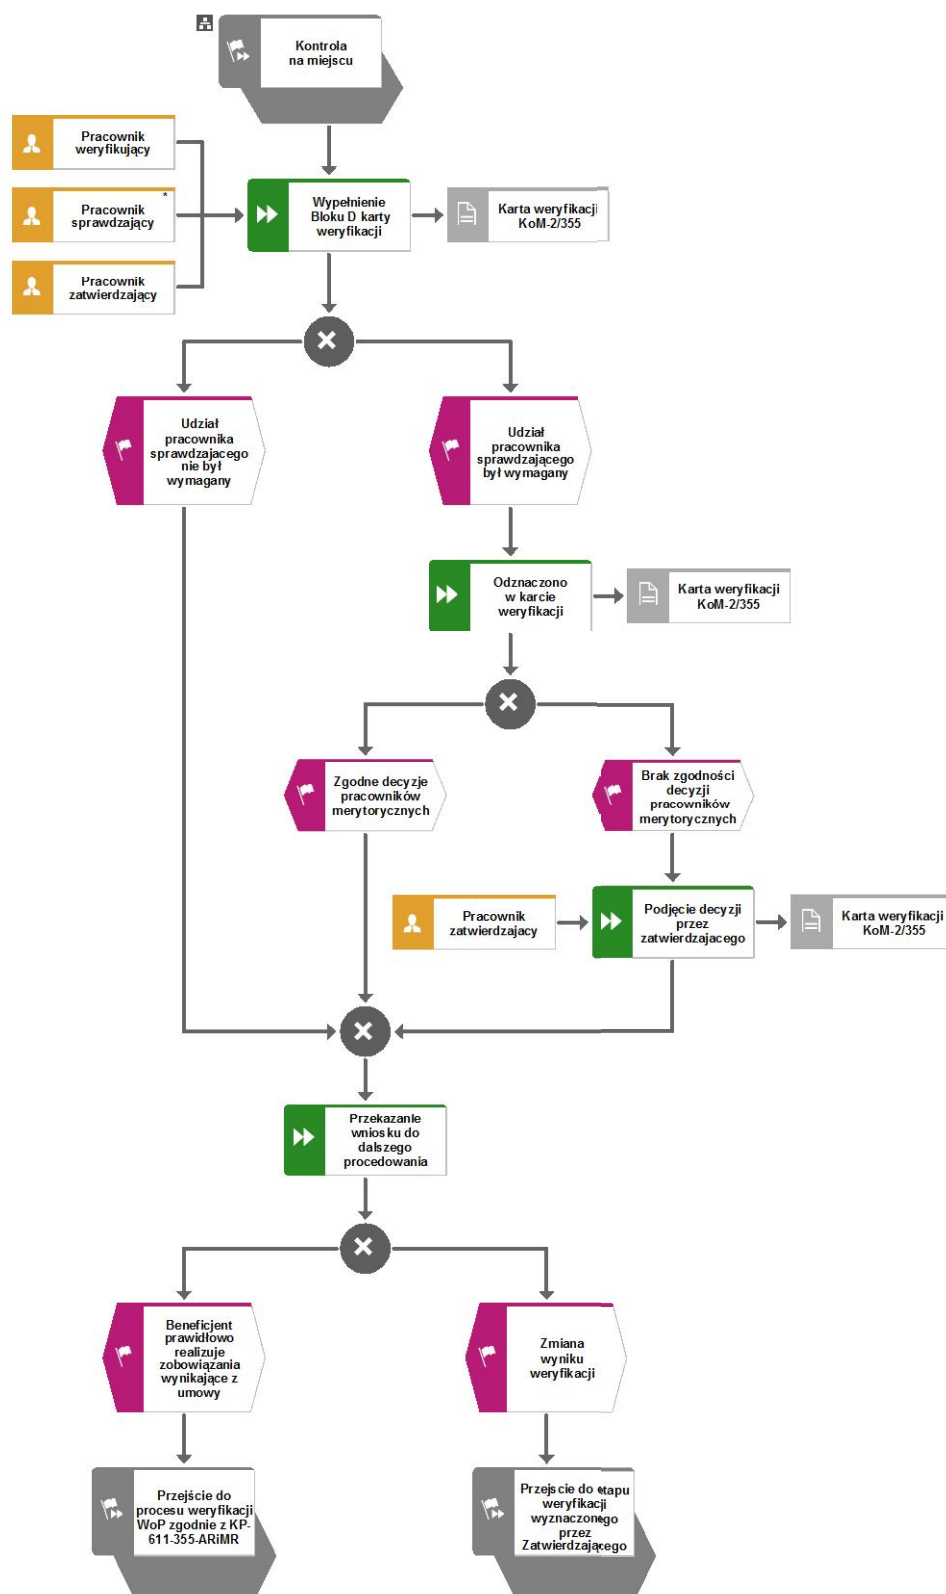 Kontrola
na miejscu
Pracownik
weryfikujący
Pracownik *
sprawdzający
Pracownik
zatwierdzający
Wypełnienie
Bloku D karty
weryfikacji
Karta weryfikacji
KoM-2/355
Udział
pracownika
sprawdzajacego
nie był
wymagany
Udział
pracownika
sprawdzającego
był wymagany
Odznaczono
w karcie
weryfikacji
Karta weryfikacji
KoM-2/355
Zgodne decyzje
pracowników
merytorycznych
Brak zgodności
decyzji
pracowników
merytorycznych
Pracownik
zatwierdzajacy
Podjęcie decyzji
przez
zatwierdzajacego
Karta weryfikacji
KoM-2/355
Przekazanie
wniosku do
dalszego
procedowania
Beneficjent
prawidłowo
realizuje
zobowiązania
wynikające z
umowy
Zmiana
wyniku
weryfikacji
Przejście do
procesu weryfikacji
WoP zgodnie z KP-
611-355-ARiMR
Przejscie do etapu
weryfikacji
wyznaczonego
przez
Zatwierdzającego